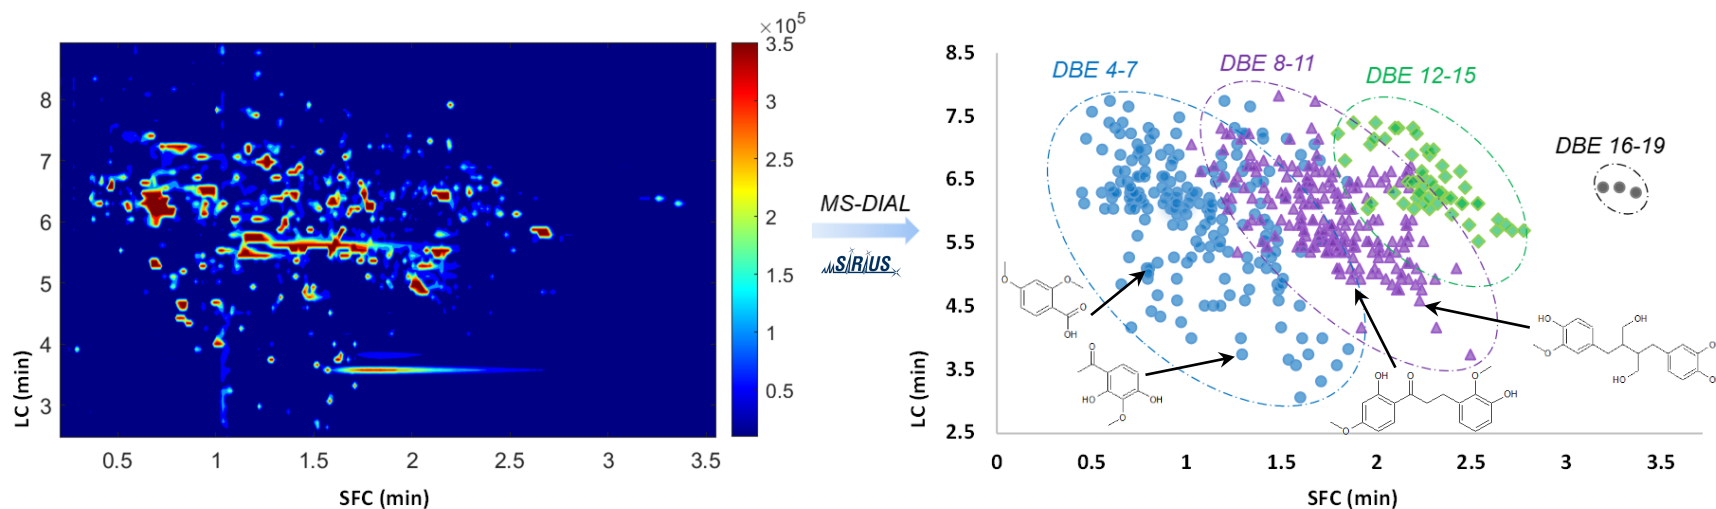 ×10⁵
3.5
3
2.5
2
1.5
1
0.5
8
7
6
5
4
3
LC (min)
0.5 1 1.5 2 2.5 3 3.5
SFC (min)
MS-DIAL
SIRIUS
DBE 4-7
DBE 8-11
DBE 12-15
DBE 16-19
8.5
7.5
6.5
5.5
4.5
3.5
2.5
LC (min)
0 0.5 1 1.5 2 2.5 3 3.5
SFC (min)
O
O
O
OH
O
HO
O
OH
OH
O
O
OH
O
HO
OH
O
HO
O
O